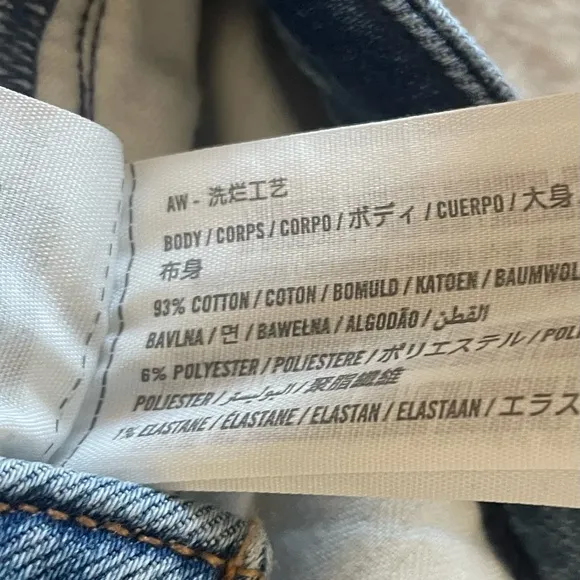 AW - 洗烂工艺
BODY / CORPS / CORPO / ボディ / CUERPO / 大身
布身
93% COTTON / COTON / BOMULD / KATOEN / BAUMWOL
BAVLNA / 면 / BAWEŁNA / ALGODÃO / القطن
6% POLYESTER / POLIESTERE / ポリエステル / POLI
POLIESTER / البوليستر / 聚脂纖維
1% ELASTANE / ÉLASTANE / ELASTAN / ELASTAAN / エラス